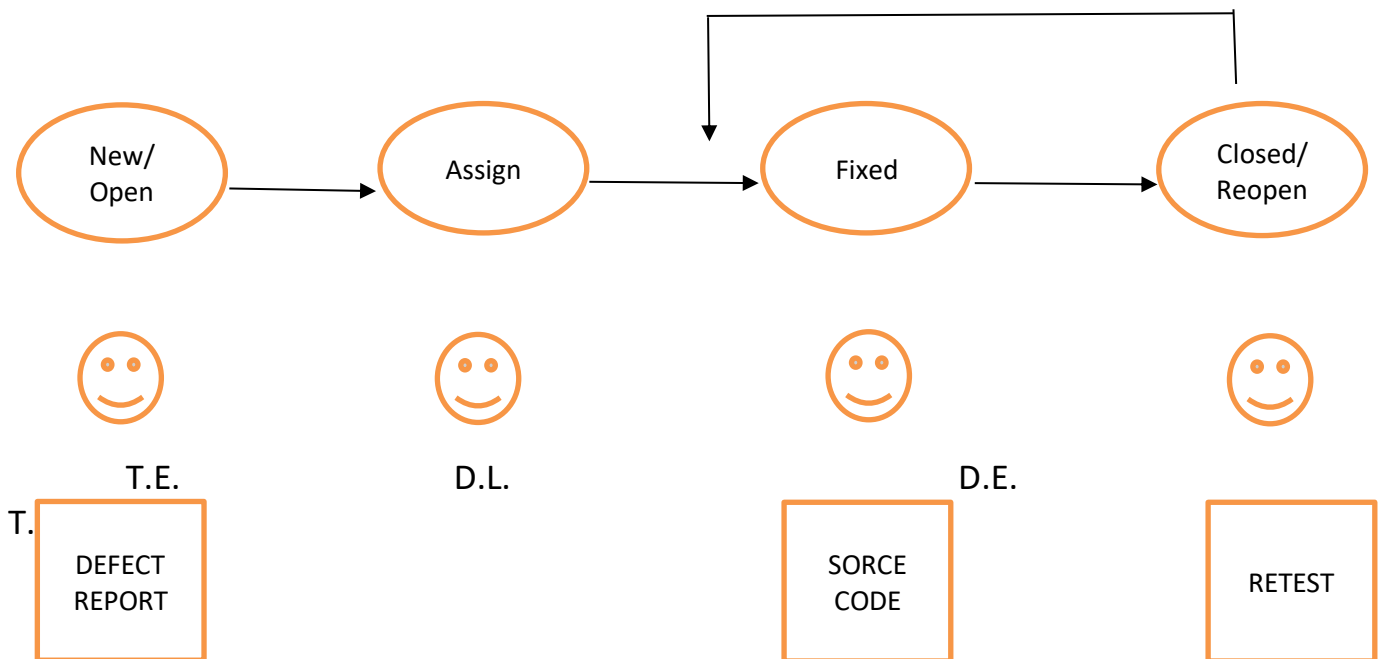 New/
Open
Assign
Fixed
Closed/
Reopen
T.E.
D.L.
D.E.
T.
DEFECT
REPORT
SORCE
CODE
RETEST